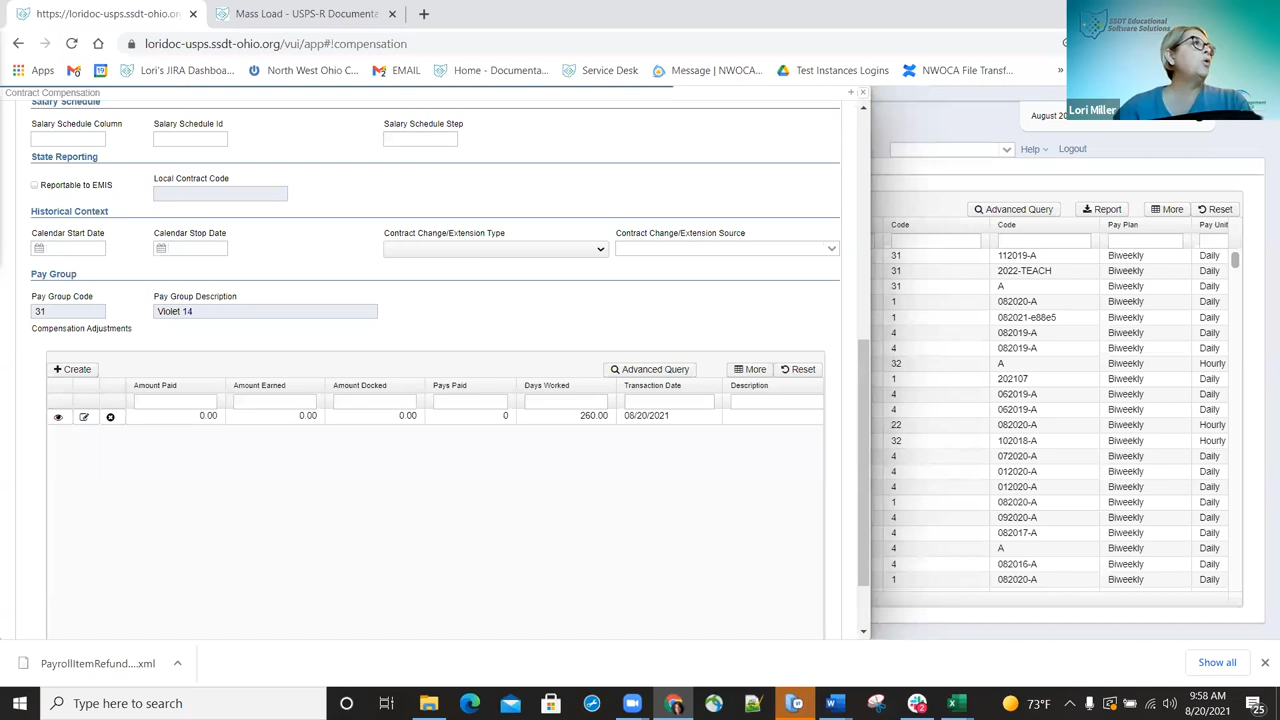 https://loridoc-usps.ssdt-ohio.org
Mass Load - USPS-R Documenta
loridoc-usps.ssdt-ohio.org/vui/app#!compensation
SSDT Educational
Software Solutions
Apps
Lori's JIRA Dashboa...
North West Ohio C...
EMAIL
Home - Documenta...
Service Desk
Message | NWOCA...
Test Instances Logins
NWOCA File Transf...
»
Lori Miller
Contract Compensation
August 20
Salary Schedule
Salary Schedule Column
Salary Schedule Id
Salary Schedule Step
Help
Logout
State Reporting
Reportable to EMIS
Local Contract Code
Historical Context
Calendar Start Date
Calendar Stop Date
Contract Change/Extension Type
Contract Change/Extension Source
Pay Group
Pay Group Code
Pay Group Description
31
Violet 14
Compensation Adjustments
Create
Advanced Query
More
Reset
Amount Paid
Amount Earned
Amount Docked
Pays Paid
Days Worked
Transaction Date
Description
0.00
0.00
0.00
0
260.00
08/20/2021
Advanced Query
Report
More
Reset
Code Code Pay Plan Pay Unit
31 112019-A Biweekly Daily
31 2022-TEACH Biweekly Daily
31 A Biweekly Daily
1 082020-A Biweekly Daily
1 082021-e88e5 Biweekly Daily
4 082019-A Biweekly Daily
4 082019-A Biweekly Daily
32 A Biweekly Hourly
1 202107 Biweekly Daily
4 062019-A Biweekly Daily
4 062019-A Biweekly Daily
22 082020-A Biweekly Hourly
32 102018-A Biweekly Hourly
4 072020-A Biweekly Daily
4 012020-A Biweekly Daily
4 012020-A Biweekly Daily
1 082020-A Biweekly Daily
4 092020-A Biweekly Daily
4 082017-A Biweekly Daily
4 A Biweekly Daily
4 082016-A Biweekly Daily
1 082020-A Biweekly Daily
PayrollItemRefund....xml
Show all
Type here to search
73°F
9:58 AM
8/20/2021
25